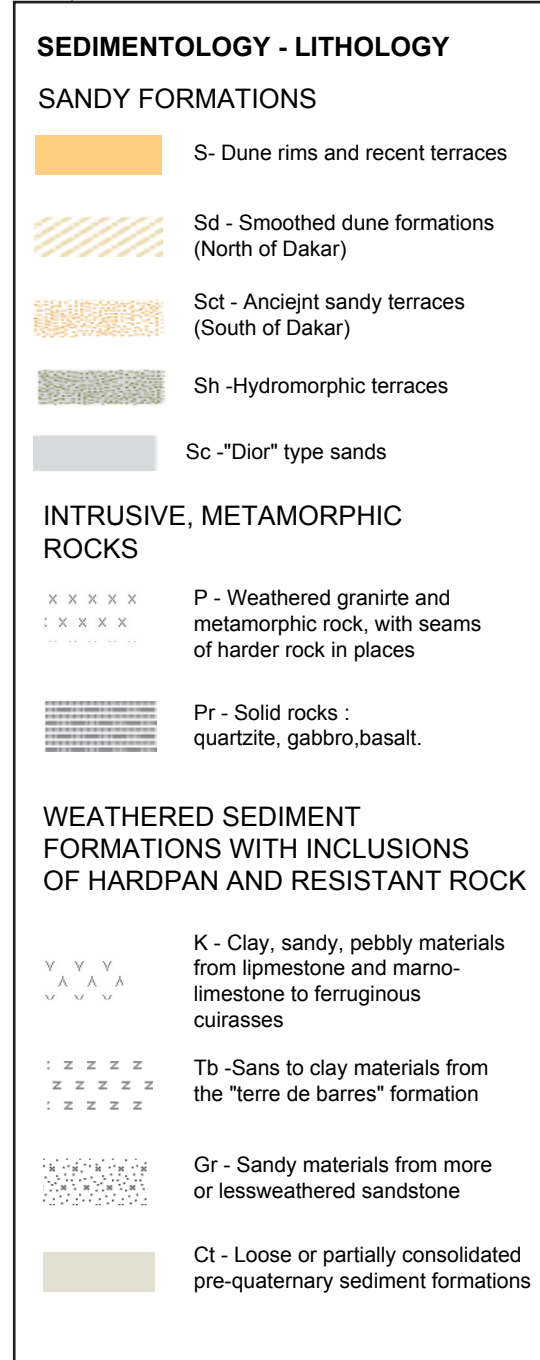 SEDIMENTOLOGY - LITHOLOGY
SANDY FORMATIONS
S- Dune rims and recent terraces
Sd - Smoothed dune formations
(North of Dakar)
Sct - Anciejnt sandy terraces
(South of Dakar)
Sh -Hydromorphic terraces
Sc -"Dior" type sands
INTRUSIVE, METAMORPHIC
ROCKS
P - Weathered granirte and
metamorphic rock, with seams
of harder rock in places
Pr - Solid rocks :
quartzite, gabbro,basalt.
WEATHERED SEDIMENT
FORMATIONS WITH INCLUSIONS
OF HARDPAN AND RESISTANT ROCK
K - Clay, sandy, pebbly materials
from lipmestone and marno-
limestone to ferruginous
cuirasses
Tb -Sans to clay materials from
the "terre de barres" formation
Gr - Sandy materials from more
or lessweathered sandstone
Ct - Loose or partially consolidated
pre-quaternary sediment formations